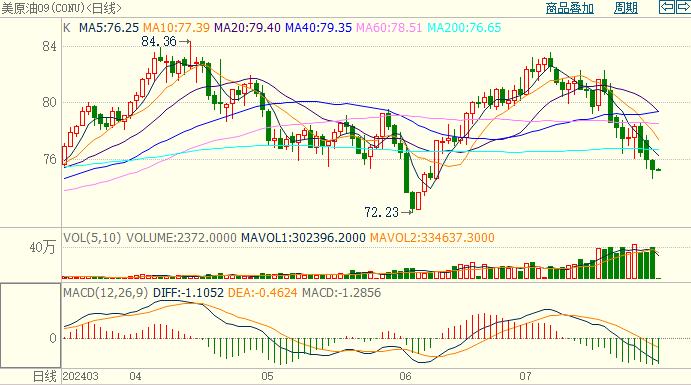 美原油09(CONU)<日线> 商品叠加 周期
K MA5:76.25 MA10:77.39 MA20:79.40 MA40:79.35 MA60:78.51 MA200:76.65
84.36
84
80
76
72.23
VOL(5,10) VOLUME:2372.0000 MAVOL1:302396.2000 MAVOL2:334637.3000
40万
MACD(12,26,9) DIFF:-1.1052 DEA:-0.4624 MACD:-1.2856
0
日线 202403 04 05 06 07